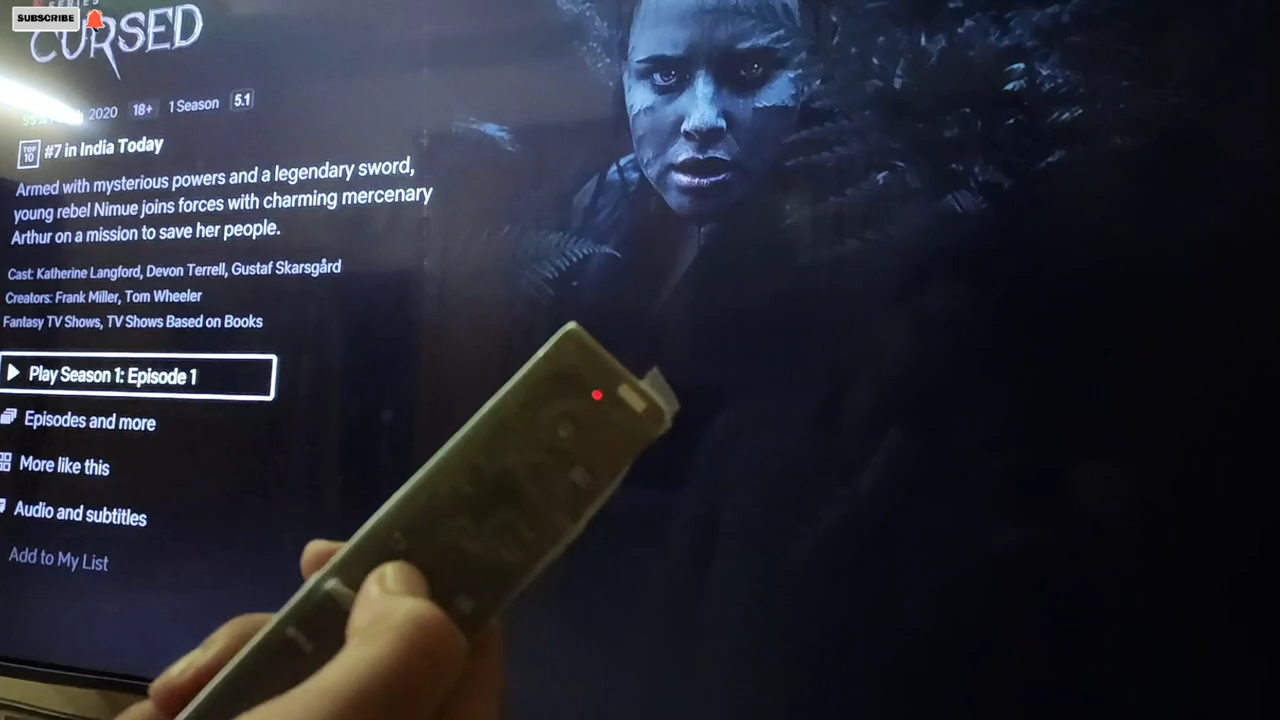 SERIES
SUBSCRIBE
CURSED
2020 18+ 1 Season 5.1
TOP 10 #7 in India Today
Armed with mysterious powers and a legendary sword,
young rebel Nimue joins forces with charming mercenary
Arthur on a mission to save her people.
Cast: Katherine Langford, Devon Terrell, Gustaf Skarsgård
Creators: Frank Miller, Tom Wheeler
Fantasy TV Shows, TV Shows Based on Books
Play Season 1: Episode 1
Episodes and more
More like this
Audio and subtitles
Add to My List